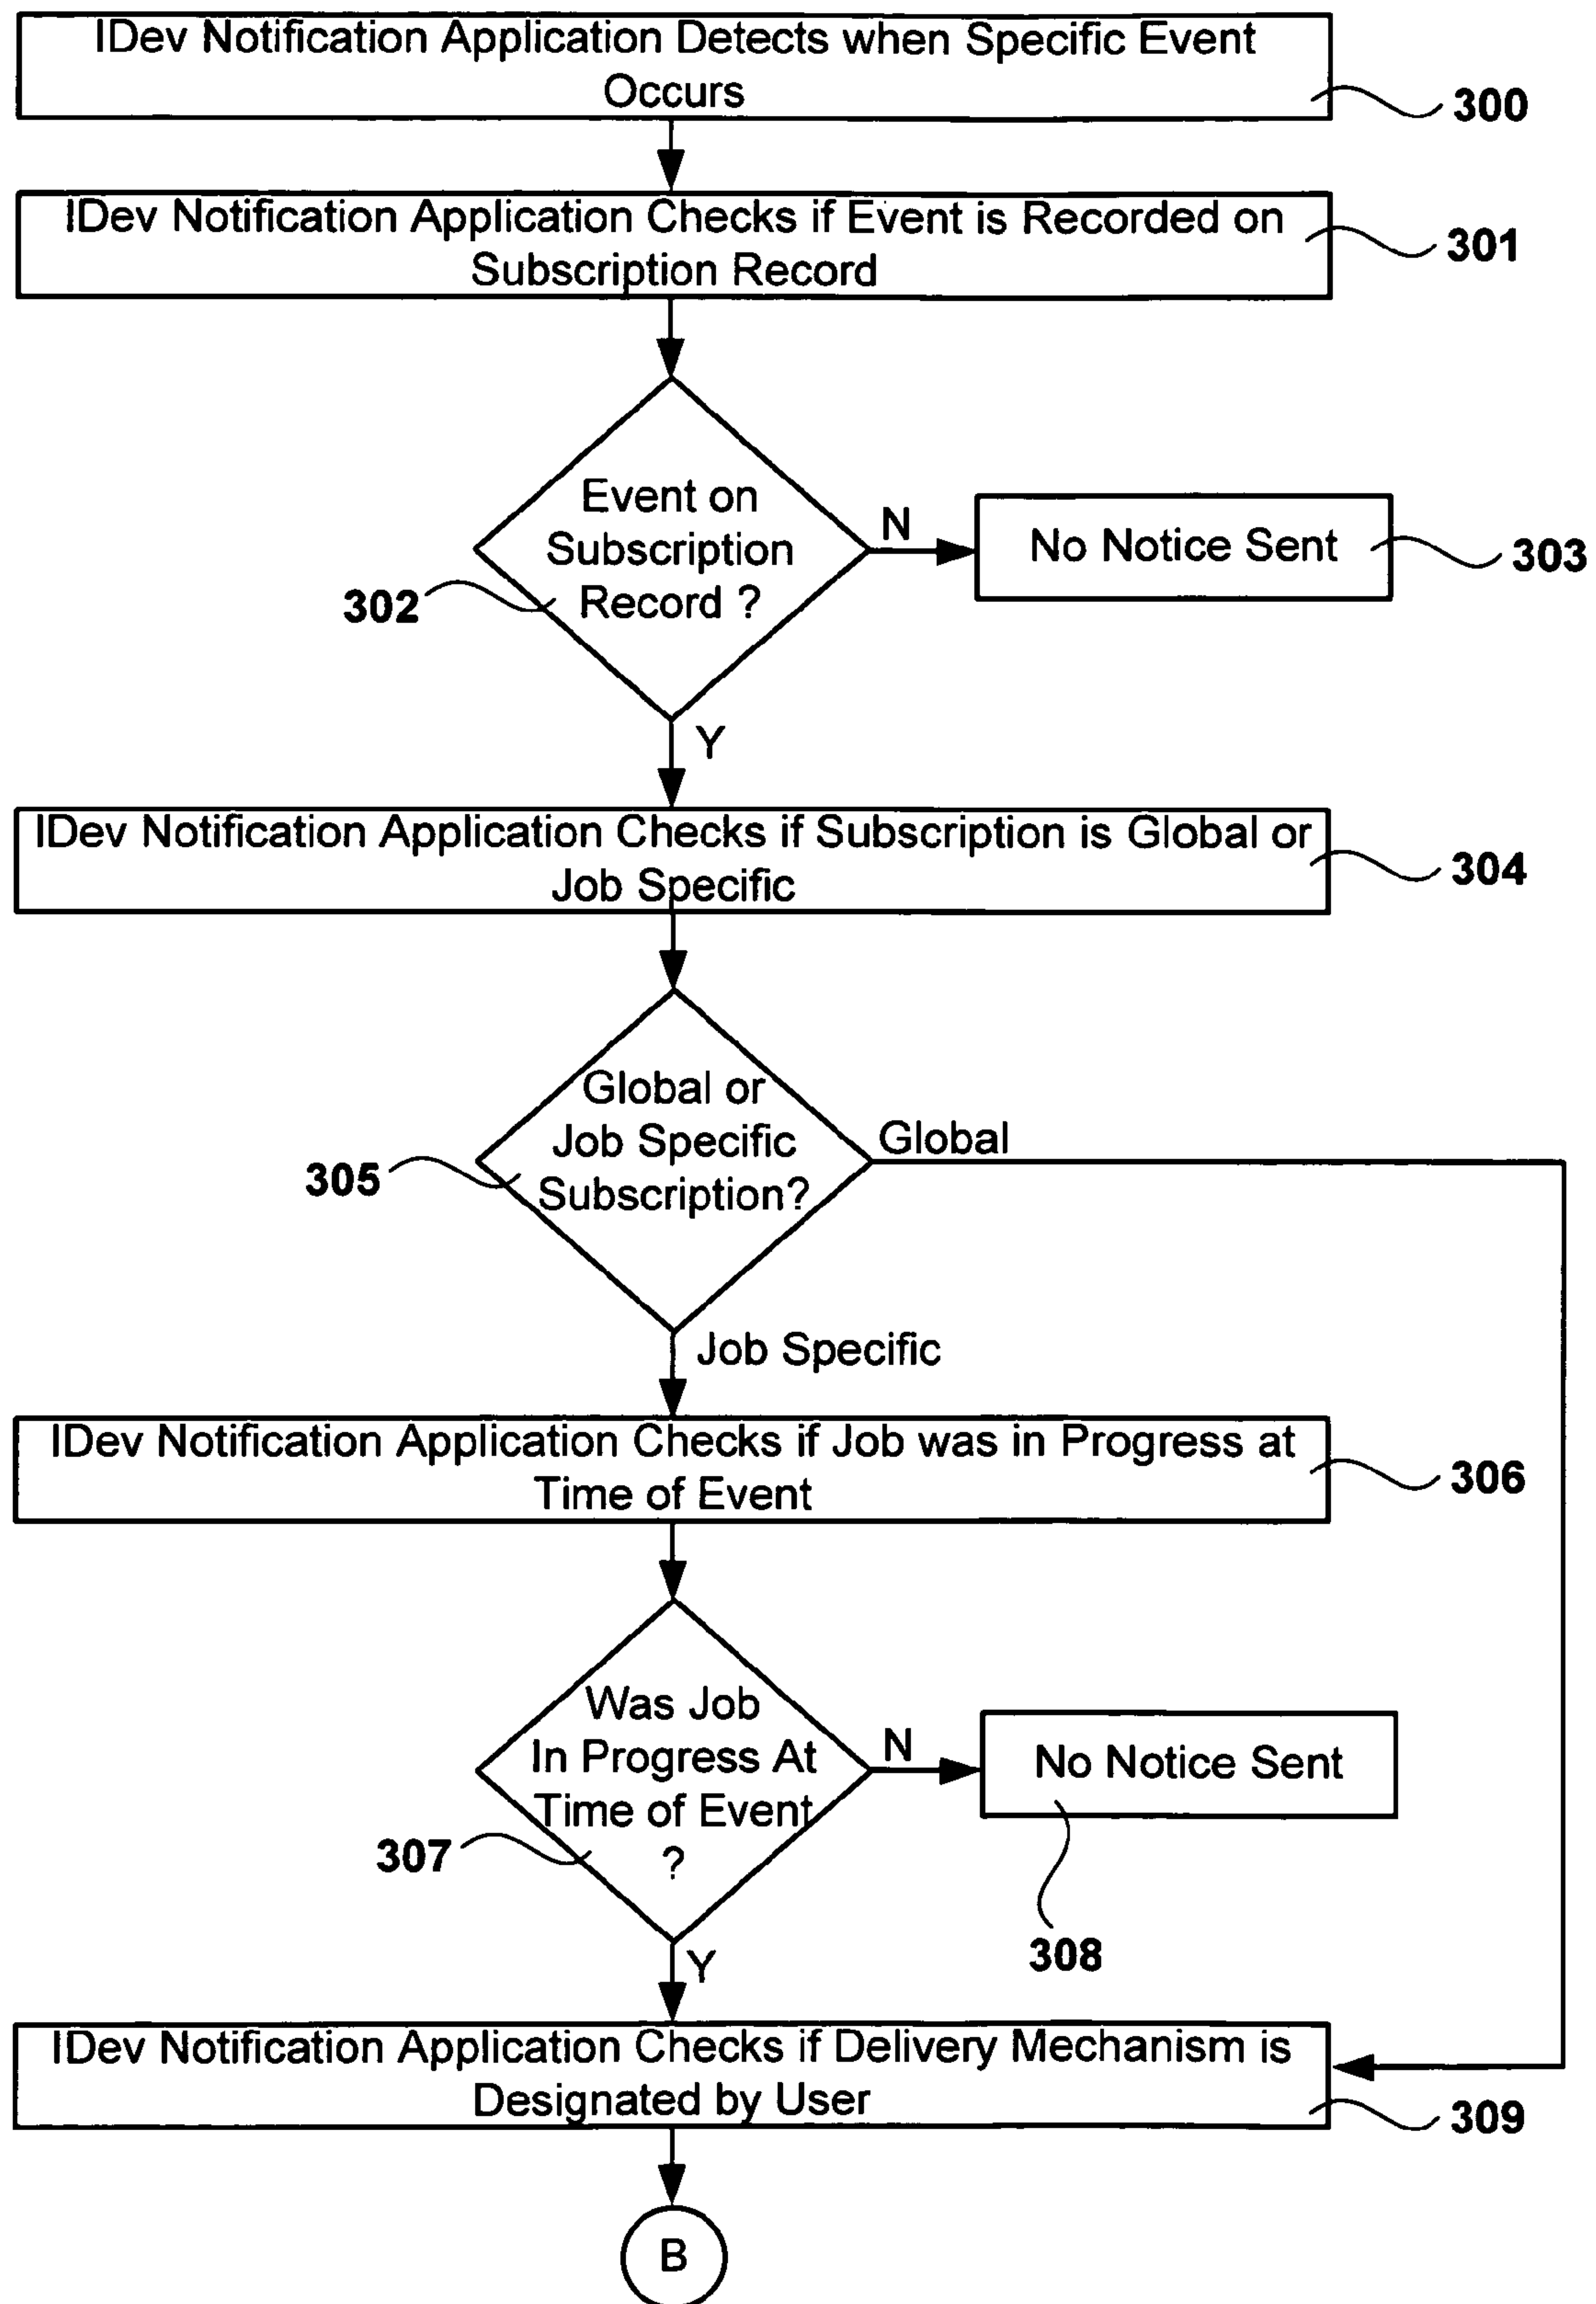 IDev Notification Application Detects when Specific Event
Occurs
300
IDev Notification Application Checks if Event is Recorded on
Subscription Record
301
Event on
Subscription
Record ?
302
N
No Notice Sent
303
Y
IDev Notification Application Checks if Subscription is Global or
Job Specific
304
Global or
Job Specific
Subscription?
305
Global
Job Specific
IDev Notification Application Checks if Job was in Progress at
Time of Event
306
Was Job
In Progress At
Time of Event
?
307
N
No Notice Sent
308
Y
IDev Notification Application Checks if Delivery Mechanism is
Designated by User
309
B